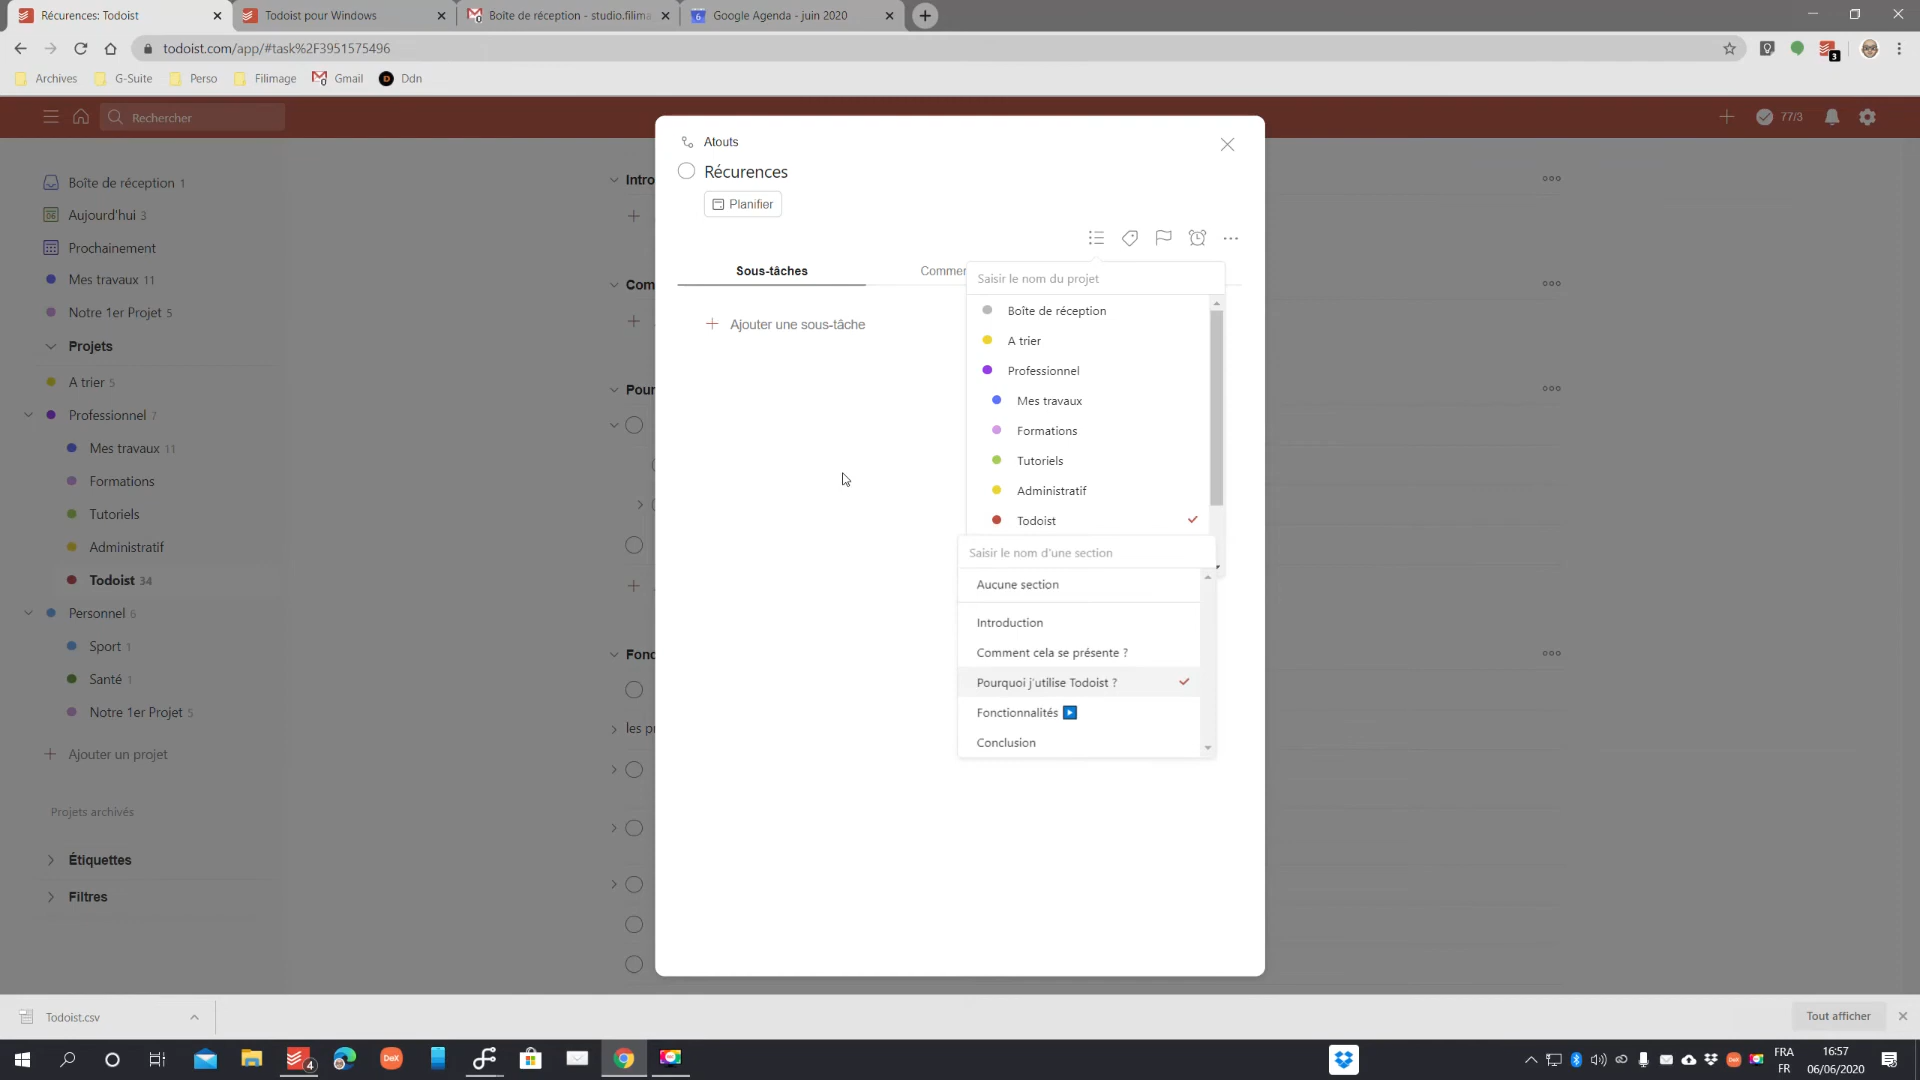 Récurences: Todoist
Todoist pour Windows
Boîte de réception - studio.filima
Google Agenda - juin 2020
todoist.com/app/#task%2F3951575496
3
Archives
G-Suite
Perso
Filimage
Gmail
Ddn
Rechercher
77/3
Boîte de réception 1
Aujourd'hui 3
Prochainement
Mes travaux 11
Notre 1er Projet 5
Projets
A trier 5
Professionnel 7
Mes travaux 11
Formations
Tutoriels
Administratif
Todoist 34
Personnel 6
Sport 1
Santé 1
Notre 1er Projet 5
Ajouter un projet
Projets archivés
Étiquettes
Filtres
Intro
Com
Pour
Fonc
les p
Atouts
Récurences
Planifier
Sous-tâches
Commen
Ajouter une sous-tâche
Saisir le nom du projet
Boîte de réception
A trier
Professionnel
Mes travaux
Formations
Tutoriels
Administratif
Todoist
Saisir le nom d'une section
Aucune section
Introduction
Comment cela se présente ?
Pourquoi j'utilise Todoist ?
Fonctionnalités ▶
Conclusion
Todoist.csv
Tout afficher
4
DeX
FRA
FR
16:57
06/06/2020